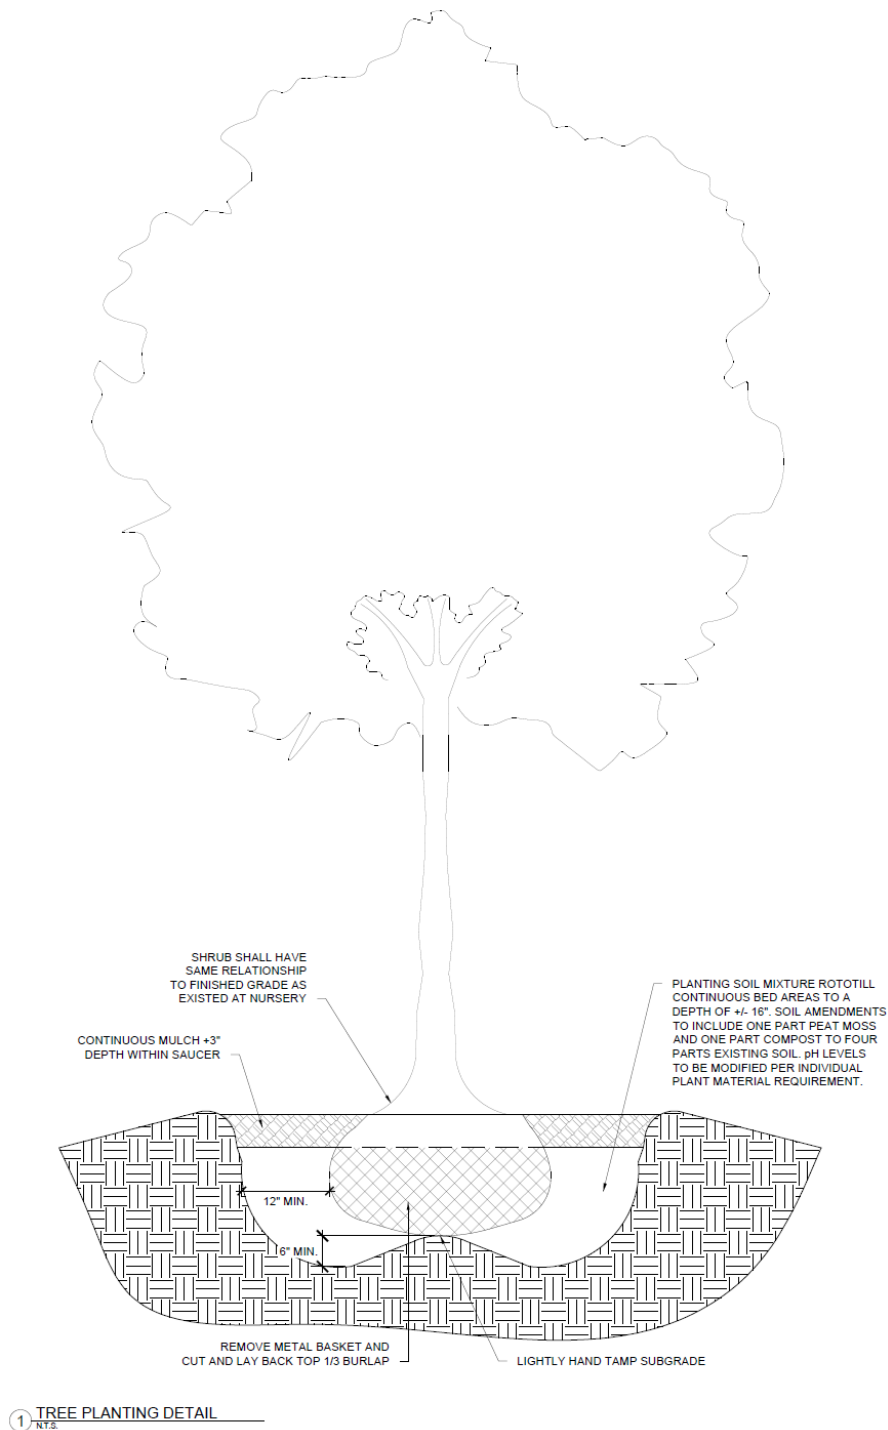 SHRUB SHALL HAVE
SAME RELATIONSHIP
TO FINISHED GRADE AS
EXISTED AT NURSERY
CONTINUOUS MULCH +3"
DEPTH WITHIN SAUCER
PLANTING SOIL MIXTURE ROTOTILL
CONTINUOUS BED AREAS TO A
DEPTH OF +/- 16". SOIL AMENDMENTS
TO INCLUDE ONE PART PEAT MOSS
AND ONE PART COMPOST TO FOUR
PARTS EXISTING SOIL. pH LEVELS
TO BE MODIFIED PER INDIVIDUAL
PLANT MATERIAL REQUIREMENT.
12" MIN.
6" MIN.
REMOVE METAL BASKET AND
CUT AND LAY BACK TOP 1/3 BURLAP
LIGHTLY HAND TAMP SUBGRADE
1 TREE PLANTING DETAIL
N.T.S.